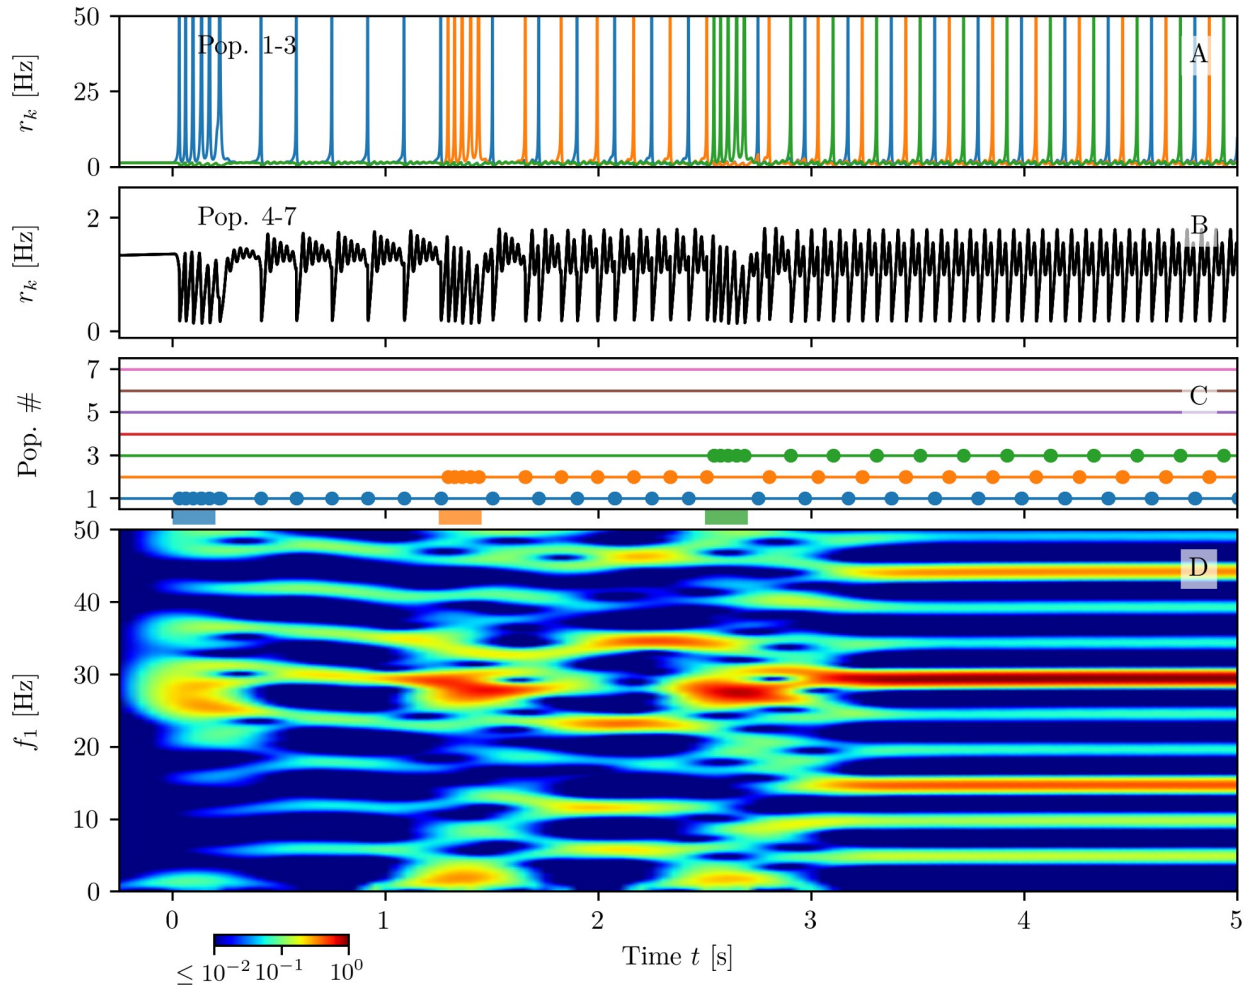 50
25
0
r_k [Hz]
Pop. 1-3
A
2
0
r_k [Hz]
Pop. 4-7
B
7
5
3
1
Pop. #
C
50
40
30
20
10
0
f_1 [Hz]
D
0 1 2 3 4 5
Time t [s]
≤ 10^-2 10^-1 10^0